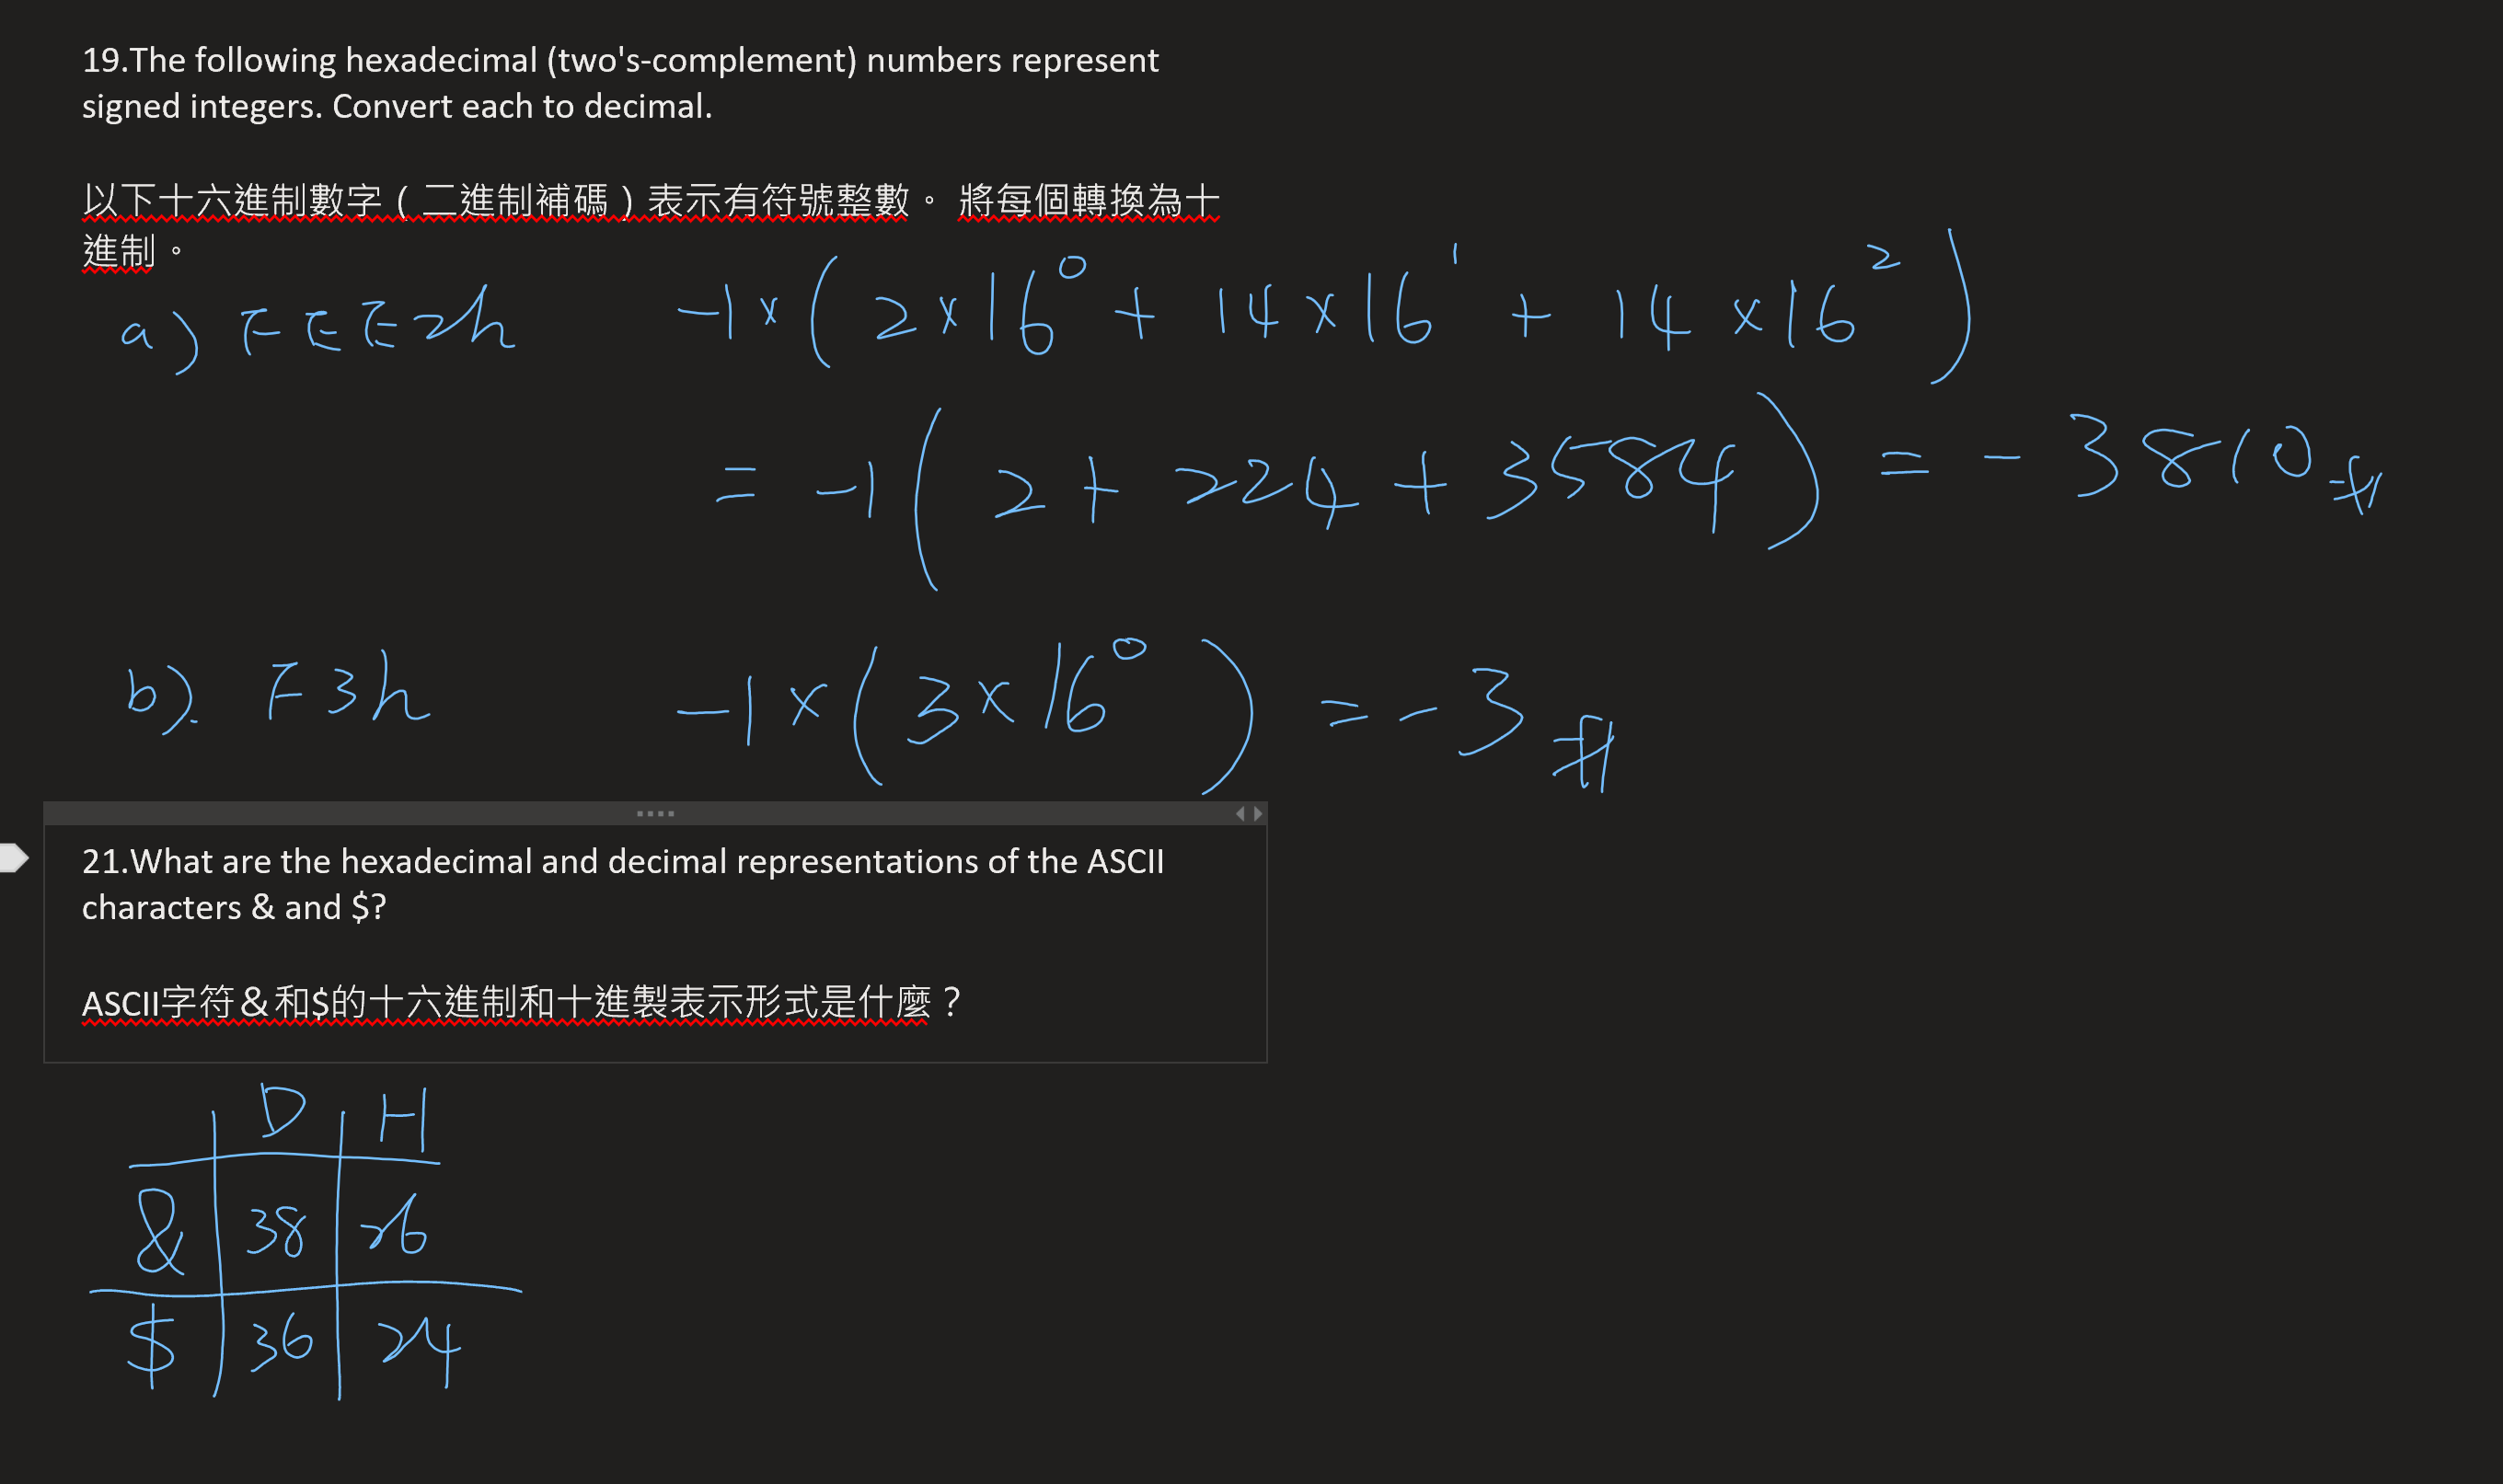 19.The following hexadecimal (two's-complement) numbers represent
signed integers. Convert each to decimal.
以下十六進制數字（二進制補碼）表示有符號整數。 將每個轉換為十
進制。
a) FEE2h -1×(2×16⁰ + 14×16¹ + 14×16²)
= -1(2 + 224 + 3584) = -3810 #
b). F3h -1×(3×16⁰) = -3 #
21.What are the hexadecimal and decimal representations of the ASCII
characters & and $?
ASCII字符＆和$的十六進制和十進製表示形式是什麼？
D H
& 38 26
$ 36 24